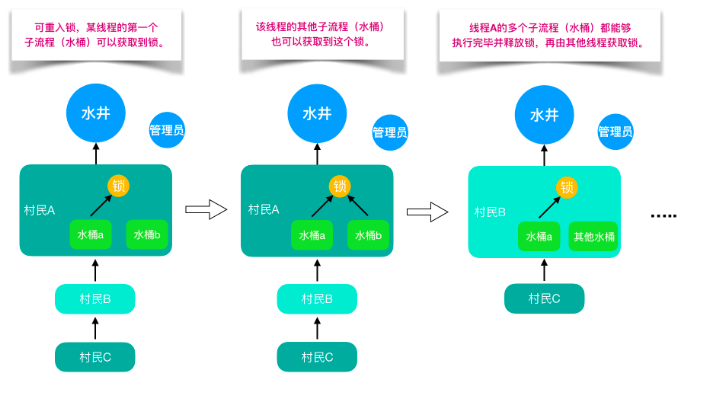 可重入锁，某线程的第一个
子流程（水桶）可以获取到锁。
水井
管理员
锁
村民A
水桶a
水桶b
村民B
村民C
该线程的其他子流程（水桶）
也可以获取到这个锁。
水井
管理员
锁
村民A
水桶a
水桶b
村民B
村民C
线程A的多个子流程（水桶）都能够
执行完毕并释放锁，再由其他线程获取锁。
水井
管理员
锁
村民B
水桶a
其他水桶
村民C
·····